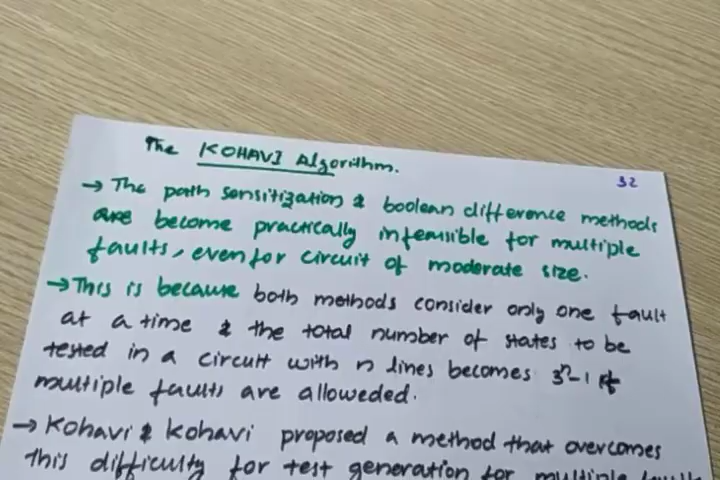 The KOHAVI Algorithm.
32
→ The path sensitization & boolean difference methods
are become practically infeasible for multiple
faults, even for circuit of moderate size.
→ This is because both methods consider only one fault
at a time & the total number of states to be
tested in a circuit with n lines becomes 3ⁿ-1 if
multiple faults are alloweded.
→ Kohavi & kohavi proposed a method that overcomes
this difficulty for test generation for multiple faults